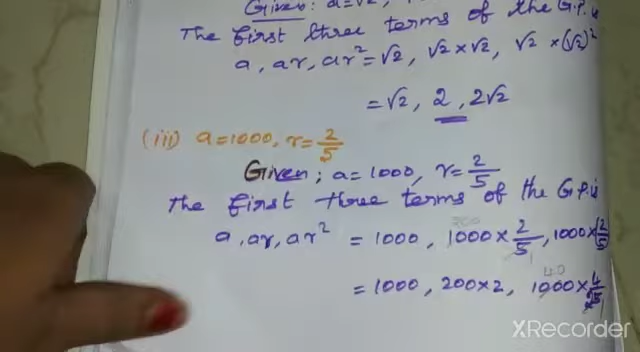 Given: a=√2,
The first three terms of the G.P. is
a, ar, ar² = √2, √2 × √2, √2 × (√2)²
= √2, 2, 2√2
(iii) a=1000, r=2/5
Given; a=1000, r=2/5
The first three terms of the G.P. is
a, ar, ar² = 1000, 1000 × 2/5, 1000 × (2/5
= 1000, 200×2, 1000 × 4/25
XRecorder